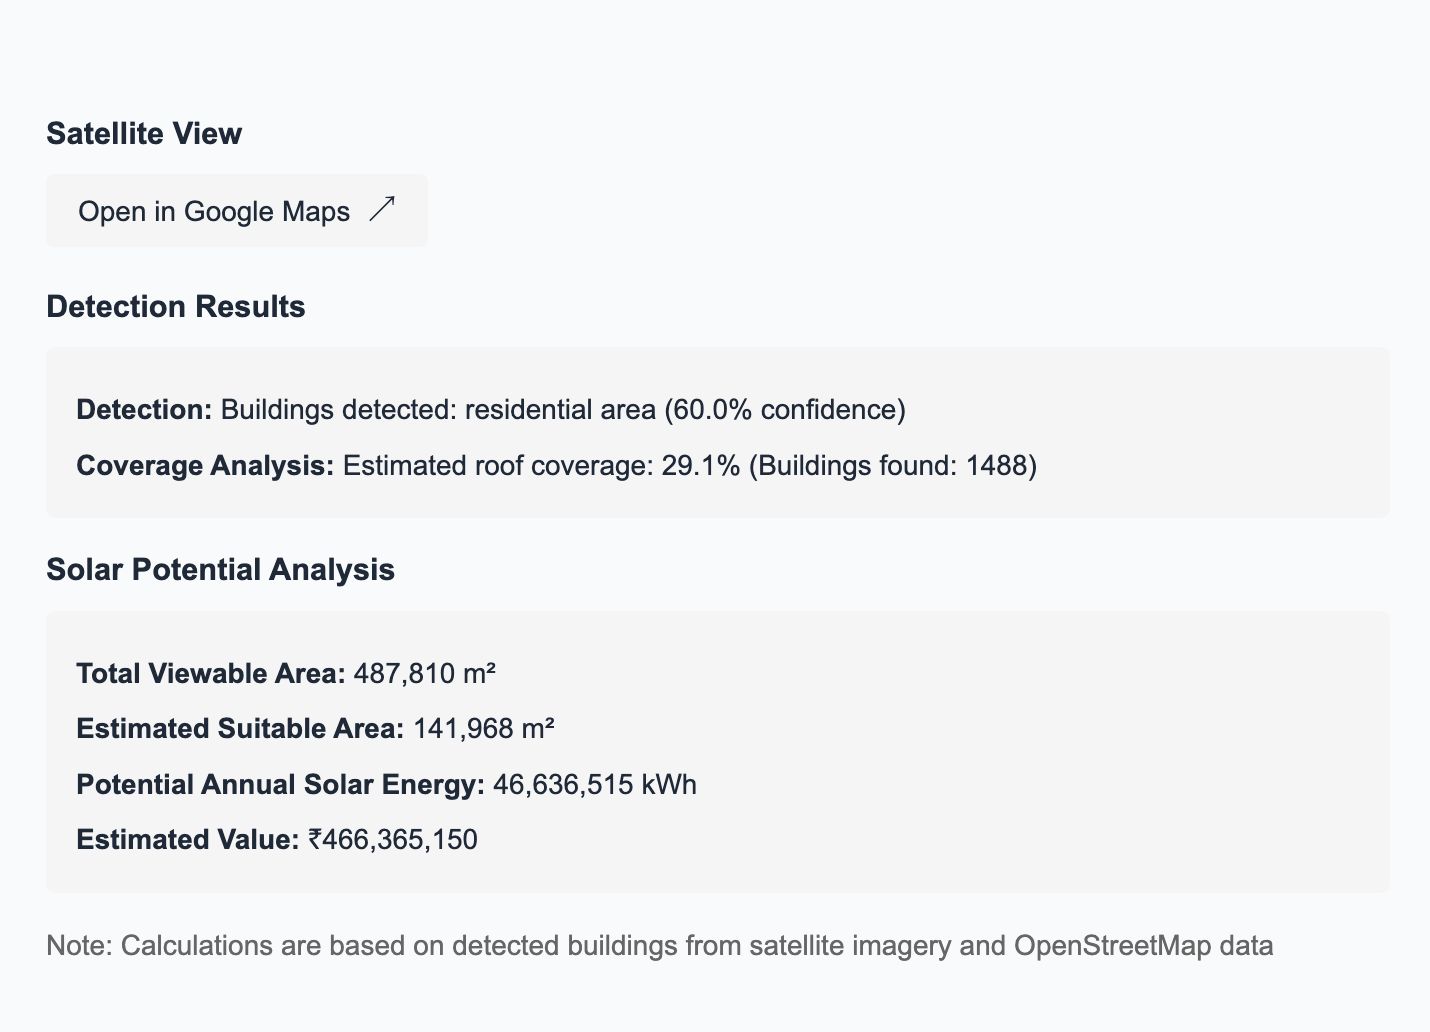 Satellite View
Open in Google Maps ↗
Detection Results
Detection: Buildings detected: residential area (60.0% confidence)
Coverage Analysis: Estimated roof coverage: 29.1% (Buildings found: 1488)
Solar Potential Analysis
Total Viewable Area: 487,810 m²
Estimated Suitable Area: 141,968 m²
Potential Annual Solar Energy: 46,636,515 kWh
Estimated Value: ₹466,365,150
Note: Calculations are based on detected buildings from satellite imagery and OpenStreetMap data